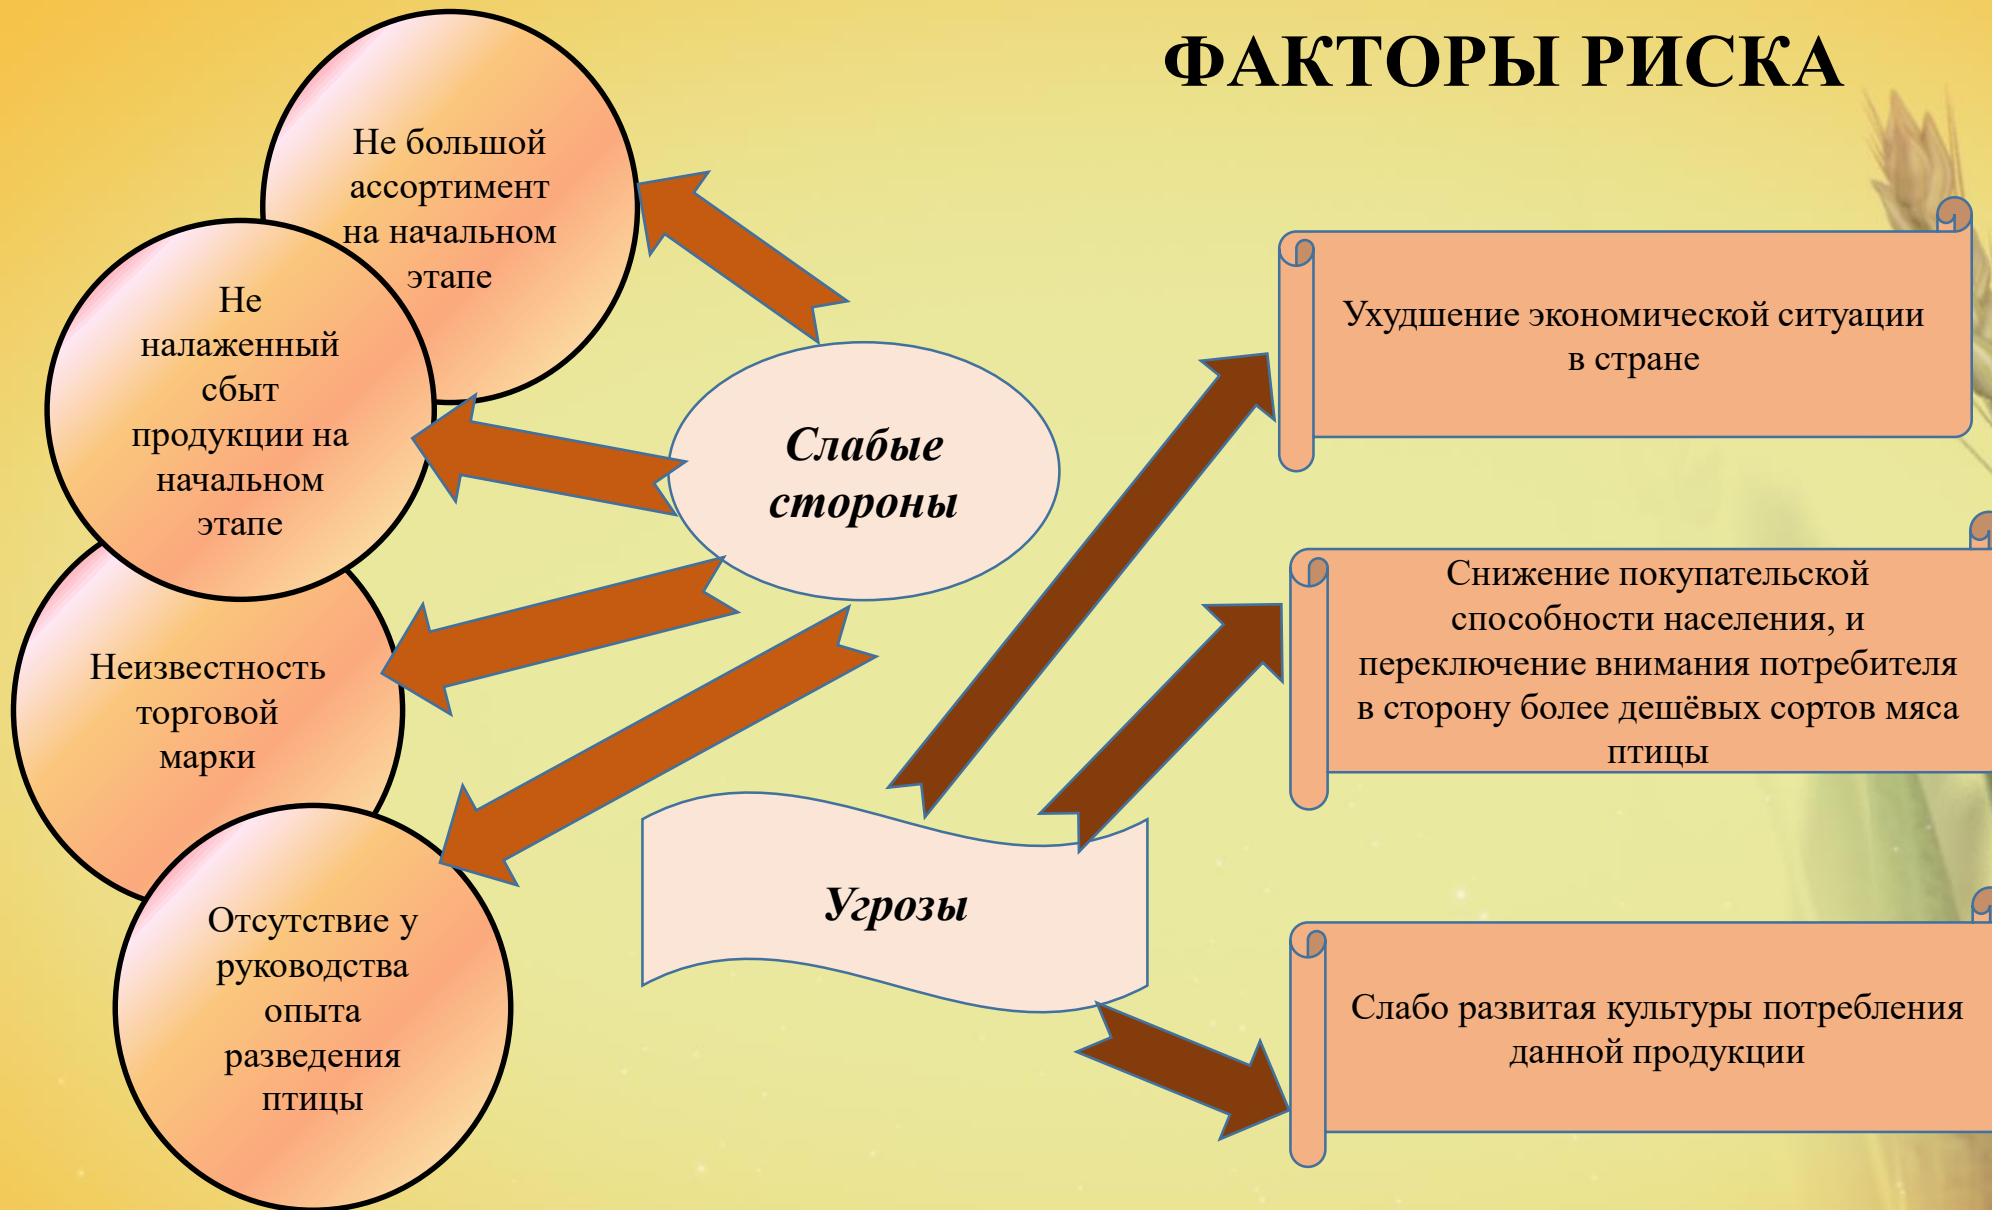 ФАКТОРЫ РИСКА
Не большой
ассортимент
на начальном
этапе
Не
налаженный
сбыт
продукции на
начальном
этапе
Неизвестность
торговой
марки
Отсутствие у
руководства
опыта
разведения
птицы
Слабые
стороны
Угрозы
Ухудшение экономической ситуации
в стране
Снижение покупательской
способности населения, и
переключение внимания потребителя
в сторону более дешёвых сортов мяса
птицы
Слабо развитая культуры потребления
данной продукции